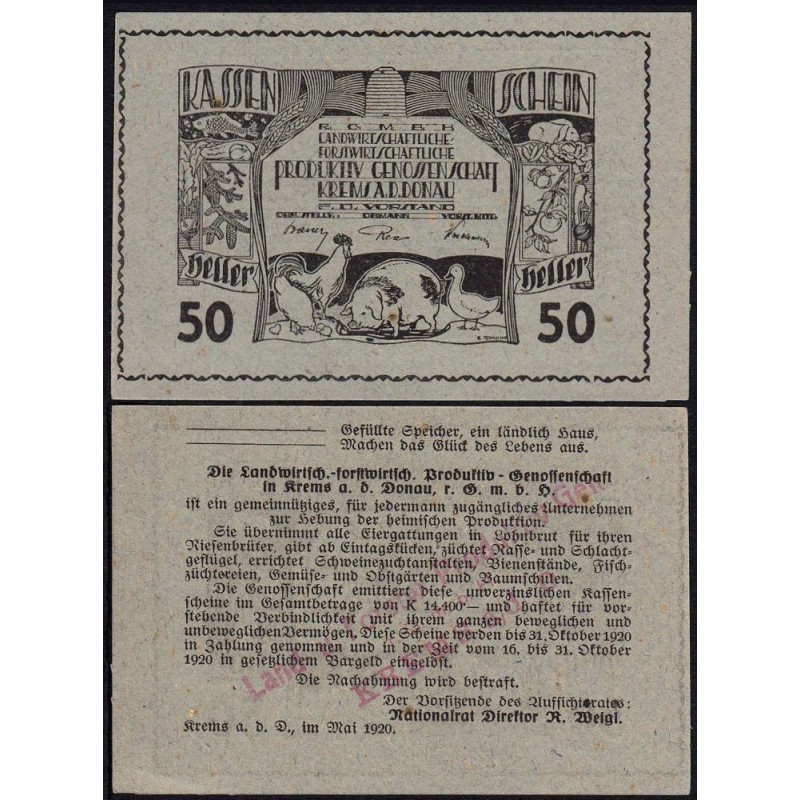 KASSEN SCHEIN
R.G.M.B.H.
LANDWIRTSCHAFTLICHE-
FORSTWIRTSCHAFTLICHE
PRODUKTIV GENOSSENSCHAFT
KREMS A.D. DONAU
F.D. VORSTAND
OBM. STELLV.: OBMANN: VORST. MITGL.
heller heller
50 50
Gefüllte Speicher, ein ländlich Haus,
Machen das Glück des Lebens aus.
Die Landwirtsch.-forstwirtsch. Produktiv-Genossenschaft
in Krems a. d. Donau, r. G. m. b. H.
ist ein gemeinnütziges, für jedermann zugängliches Unternehmen
zur Hebung der heimischen Produktion.
Sie übernimmt alle Eiergattungen in Lohnbrut für ihren
Riesenbrüter, gibt ab Eintagskücken, züchtet Rasse- und Schlacht-
geflügel, errichtet Schweinezuchtanstalten, Bienenstände, Fisch-
züchtereien, Gemüse- und Obstgärten und Baumschulen.
Die Genossenschaft emittiert diese unverzinslichen Kassen-
scheine im Gesamtbetrage von K 14.400·— und haftet für vor-
stehende Verbindlichkeit mit ihrem ganzen beweglichen und
unbeweglichen Vermögen. Diese Scheine werden bis 31. Oktober 1920
in Zahlung genommen und in der Zeit vom 16. bis 31. Oktober
1920 in gesetzlichem Bargeld eingelöst.
Die Nachahmung wird bestraft.
Der Vorsitzende des Aufsichtsrates:
Nationalrat Direktor R. Weigl.
Krems a. d. D., im Mai 1920.